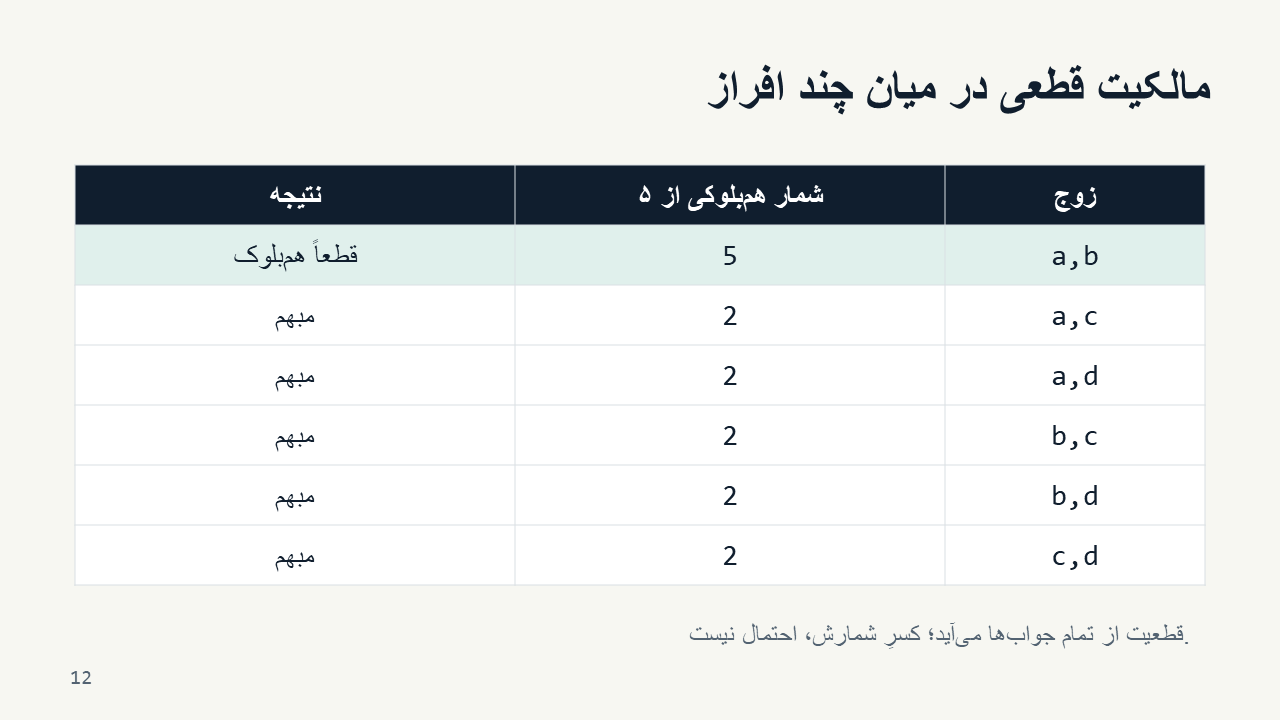 مالکیت قطعی در میان چند افراز
زوج	شمار هم‌بلوکی از ۵	نتیجه
a,b	5	قطعاً هم‌بلوک
a,c	2	مبهم
a,d	2	مبهم
b,c	2	مبهم
b,d	2	مبهم
c,d	2	مبهم
قطعیت از تمام جواب‌ها می‌آید؛ کسرِ شمارش، احتمال نیست.
12